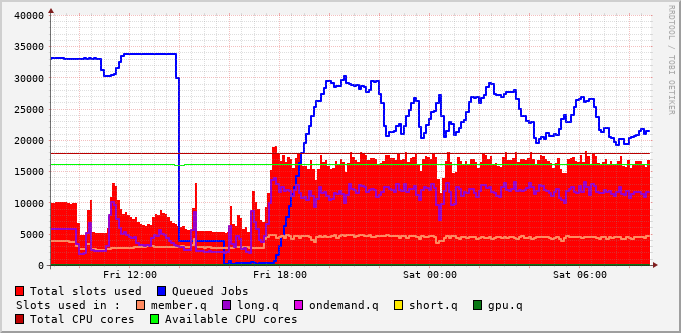 40000
35000
30000
25000
20000
15000
10000
5000
0
Fri 12:00 Fri 18:00 Sat 00:00 Sat 06:00
Total slots used Queued Jobs
Slots used in : member.q long.q ondemand.q short.q gpu.q
Total CPU cores Available CPU cores
RRDTOOL / TOBI OETIKER